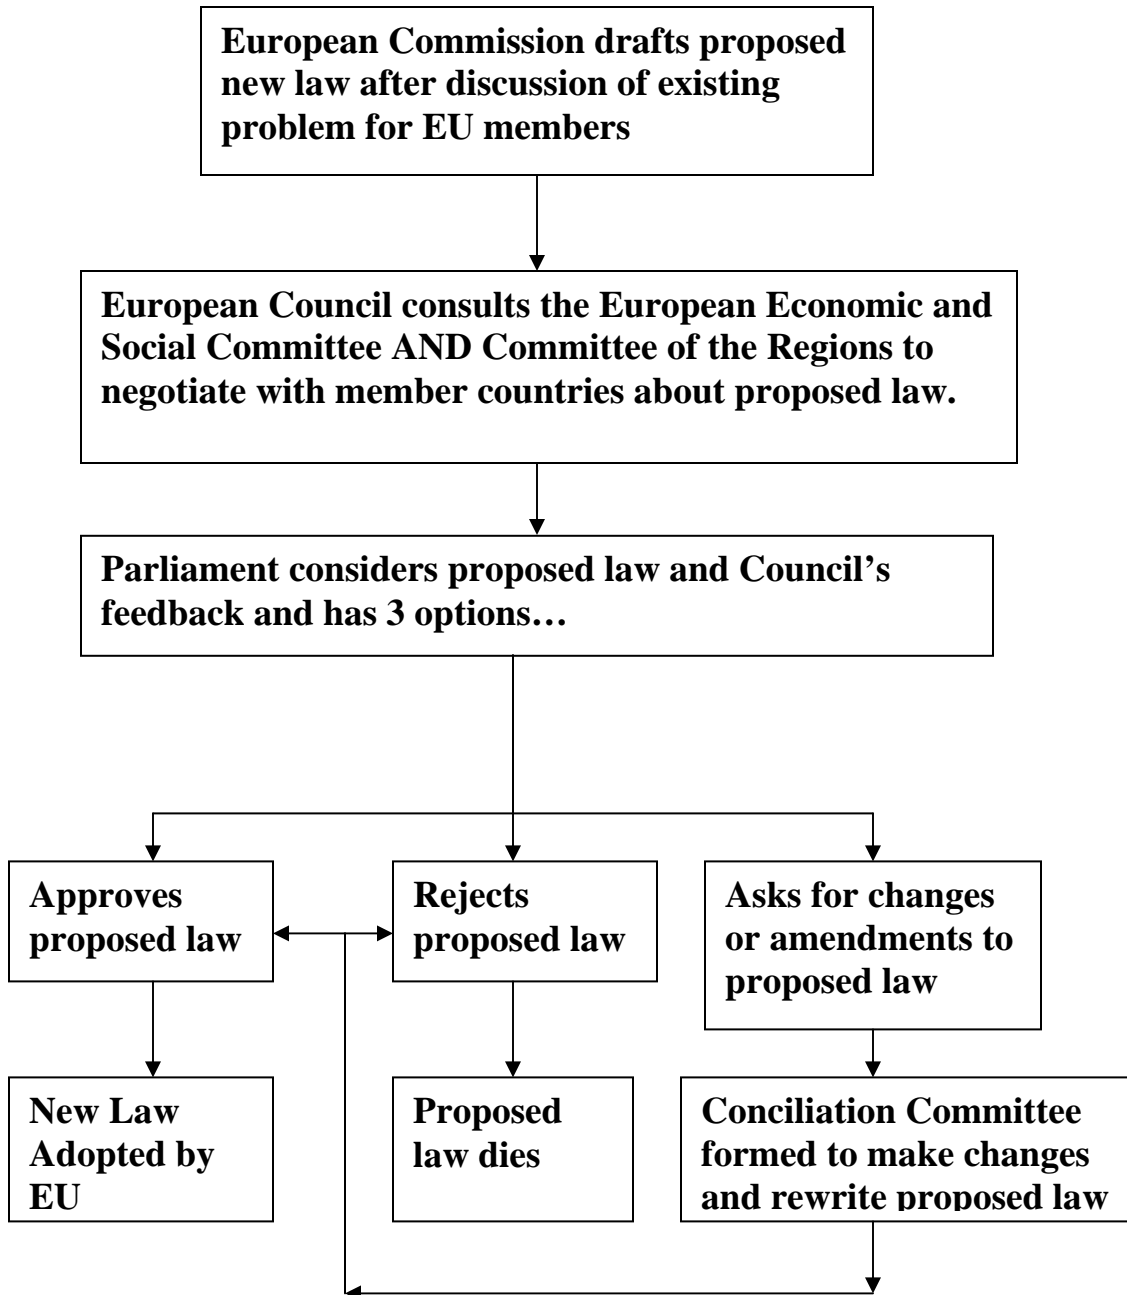 European Commission drafts proposed
new law after discussion of existing
problem for EU members
European Council consults the European Economic and
Social Committee AND Committee of the Regions to
negotiate with member countries about proposed law.
Parliament considers proposed law and Council’s
feedback and has 3 options…
Approves
proposed law
Rejects
proposed law
Asks for changes
or amendments to
proposed law
New Law
Adopted by
EU
Proposed
law dies
Conciliation Committee
formed to make changes
and rewrite proposed law